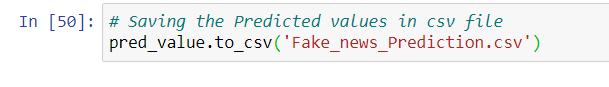 In [50]: # Saving the Predicted values in csv file
pred_value.to_csv('Fake_news_Prediction.csv')